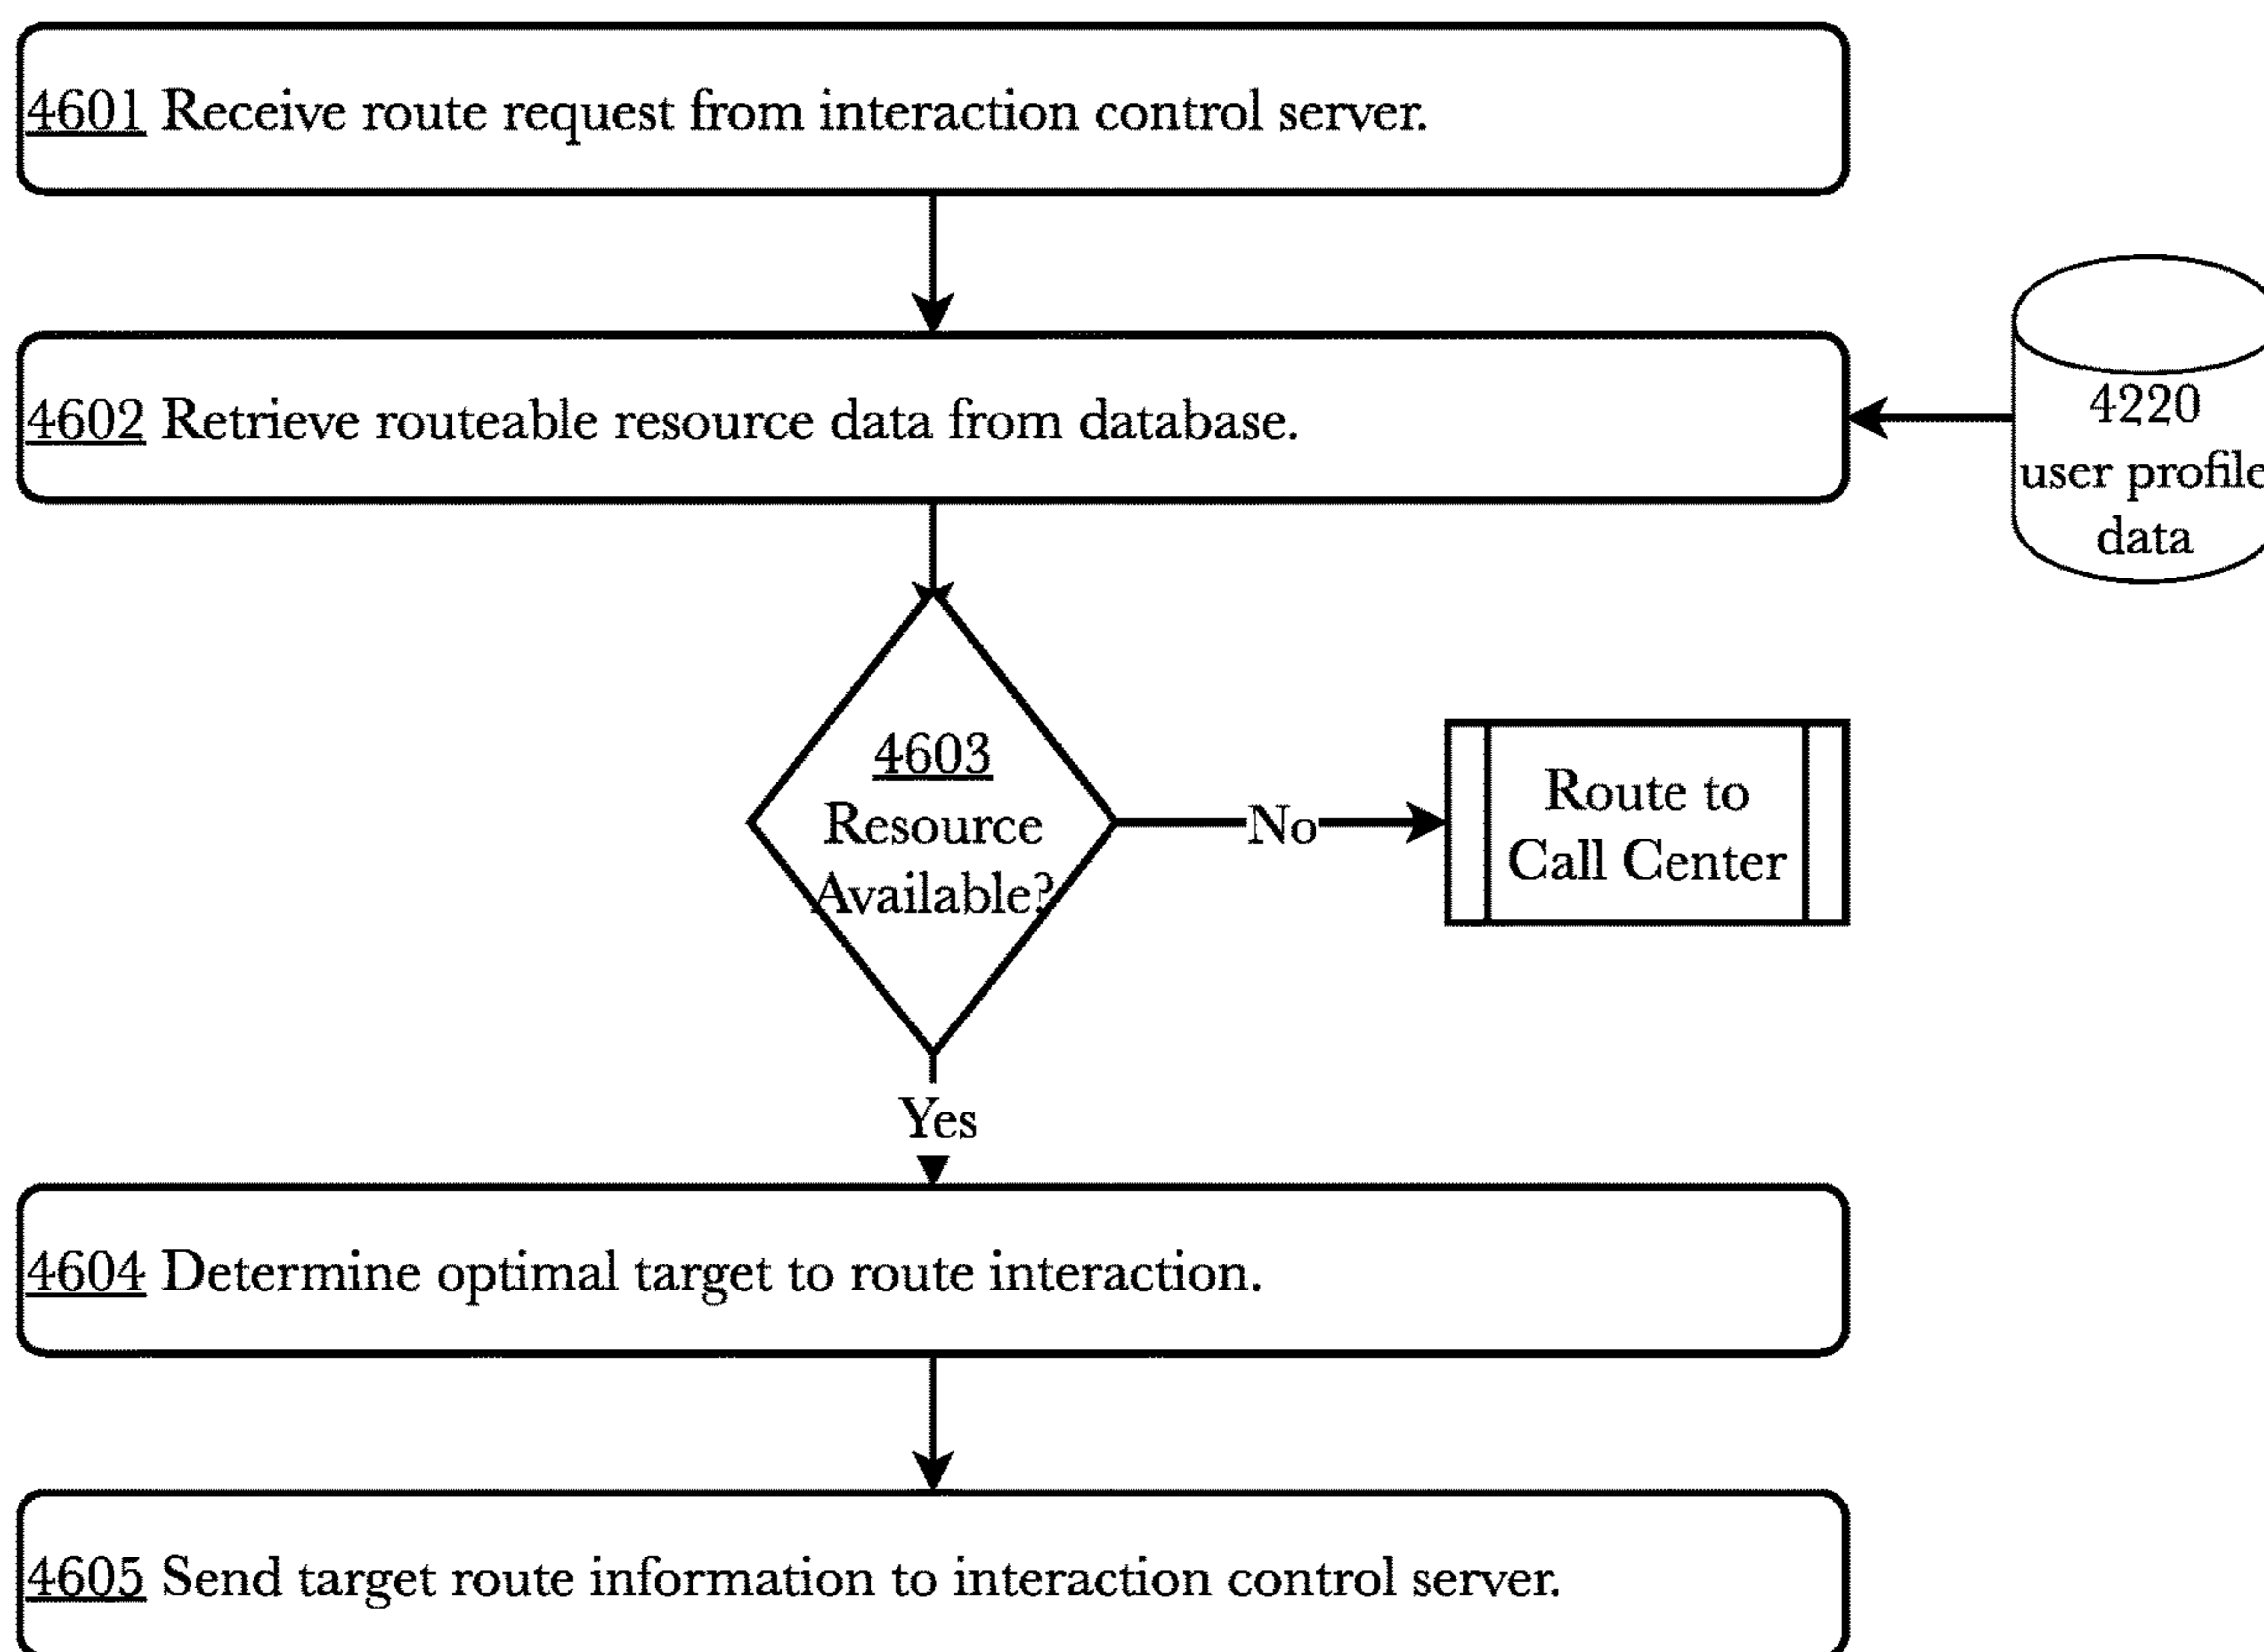 4601 Receive route request from interaction control server.
4602 Retrieve routeable resource data from database.
4220
user profile
data
4603
Resource
Available?
No
Route to
Call Center
Yes
4604 Determine optimal target to route interaction.
4605 Send target route information to interaction control server.